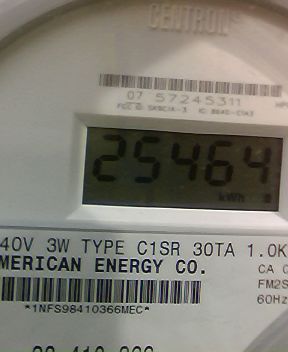 CENTRON
07 57245311
25464
kWh
40V 3W TYPE C1SR 30TA 1.0K
MERICAN ENERGY CO.
CA 0
FM2S
60Hz
*1NFS98410366MEC*